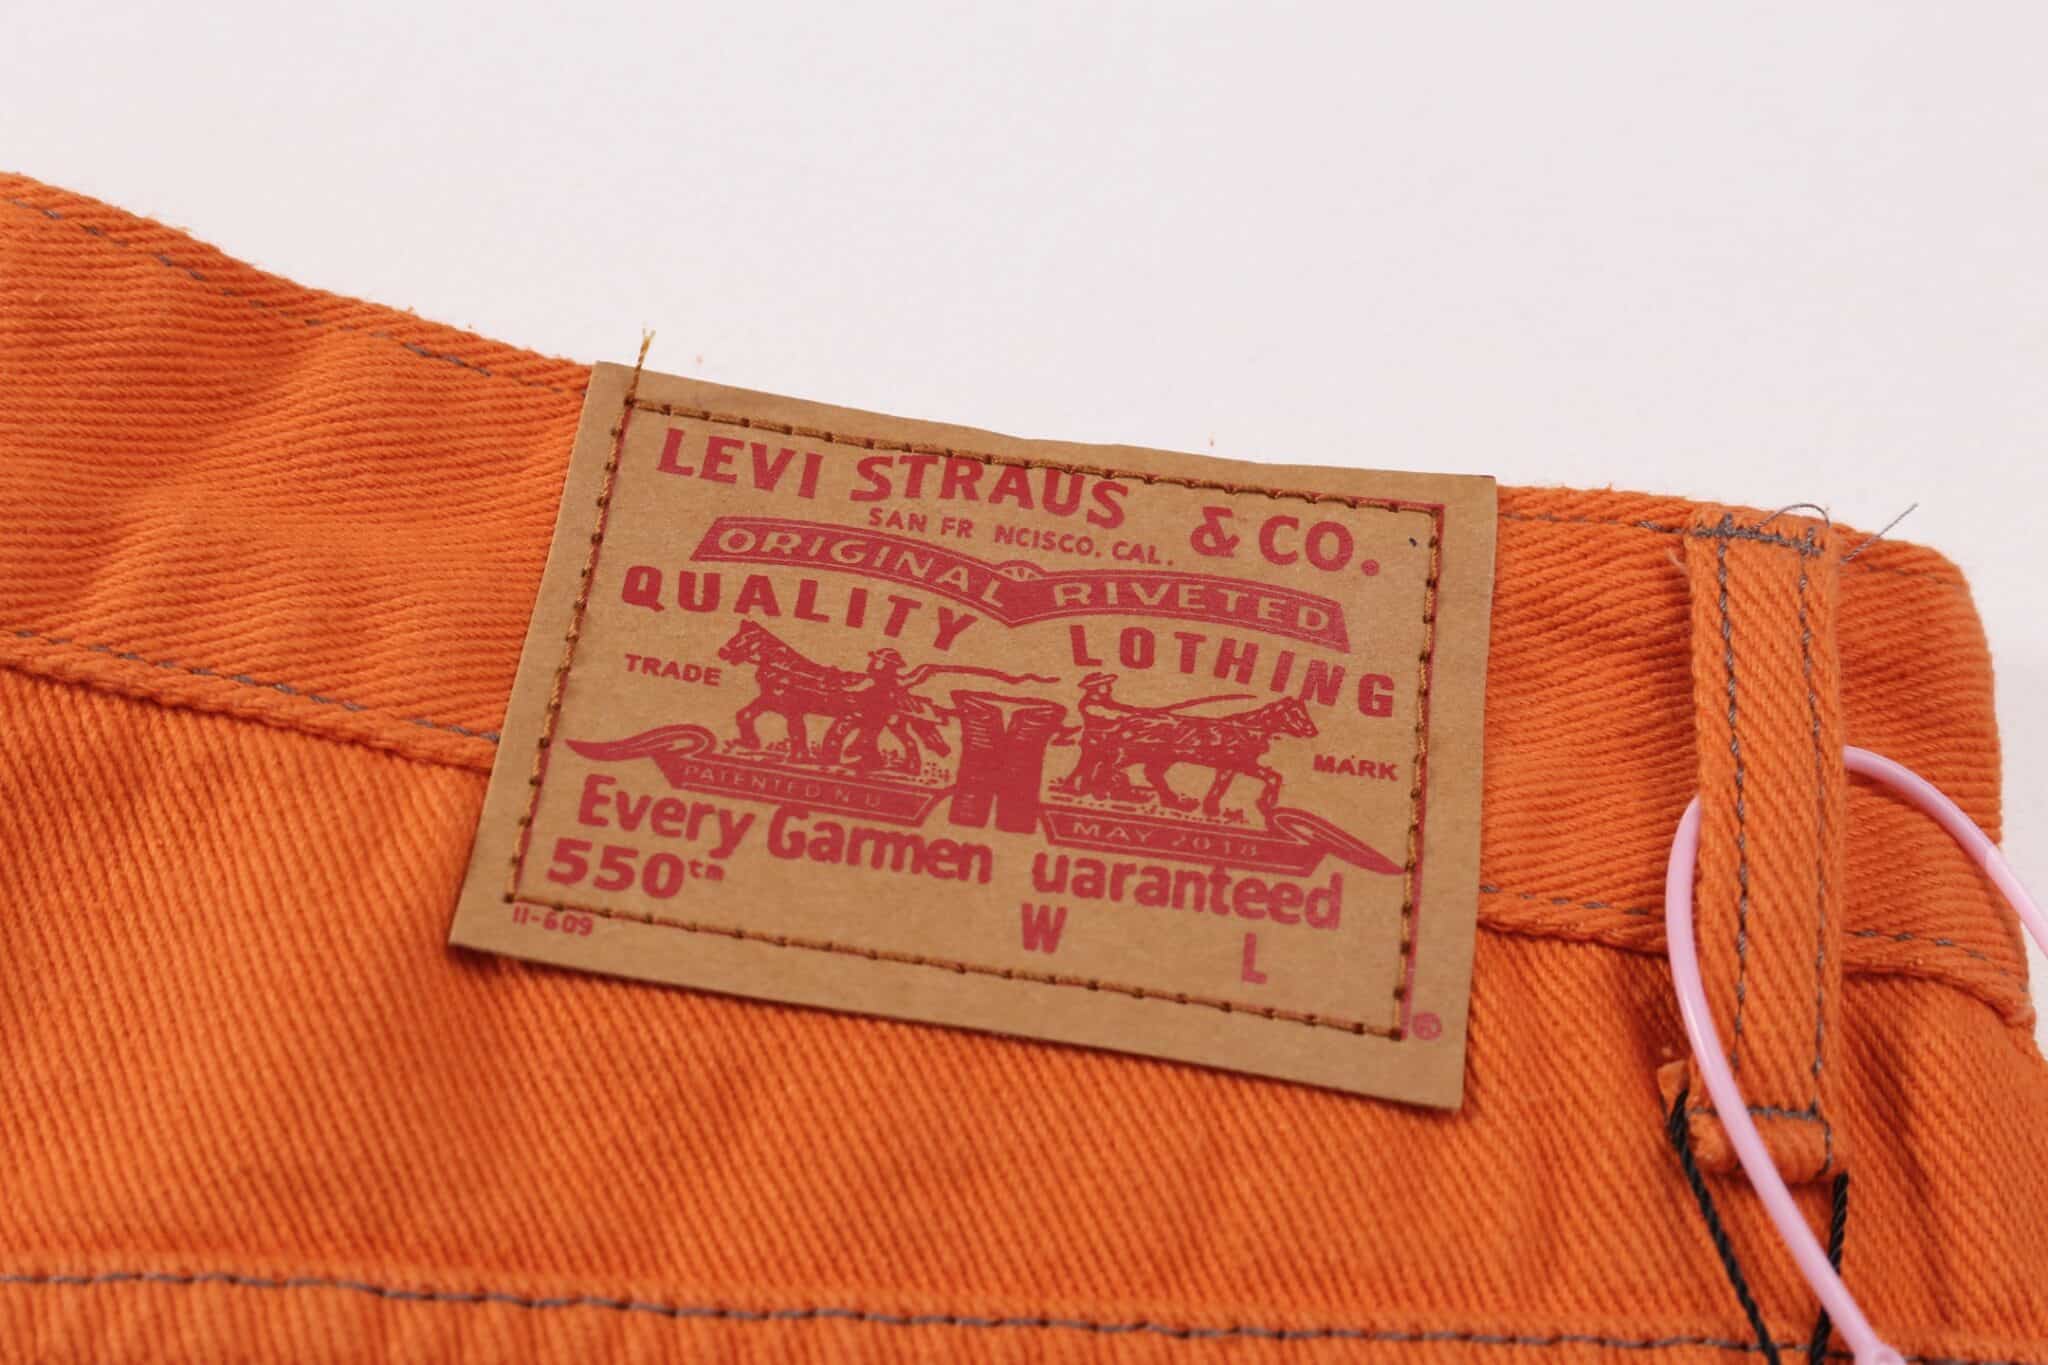 LEVI STRAUS & CO.
SAN FR NCISCO. CAL.
ORIGINAL RIVETED
QUALITY LOTHING
TRADE MARK
PATENTED N U MAY 2018
Every Garmen uaranteed
550tm
W L
11-609
®